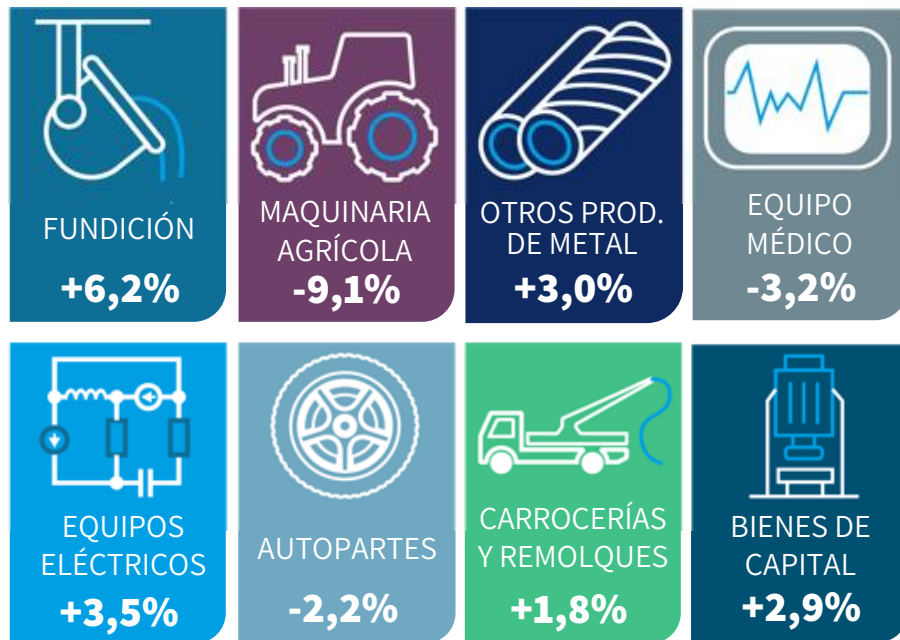 FUNDICIÓN
+6,2%
MAQUINARIA
AGRÍCOLA
-9,1%
OTROS PROD.
DE METAL
+3,0%
EQUIPO
MÉDICO
-3,2%
EQUIPOS
ELÉCTRICOS
+3,5%
AUTOPARTES
-2,2%
CARROCERÍAS
Y REMOLQUES
+1,8%
BIENES DE
CAPITAL
+2,9%